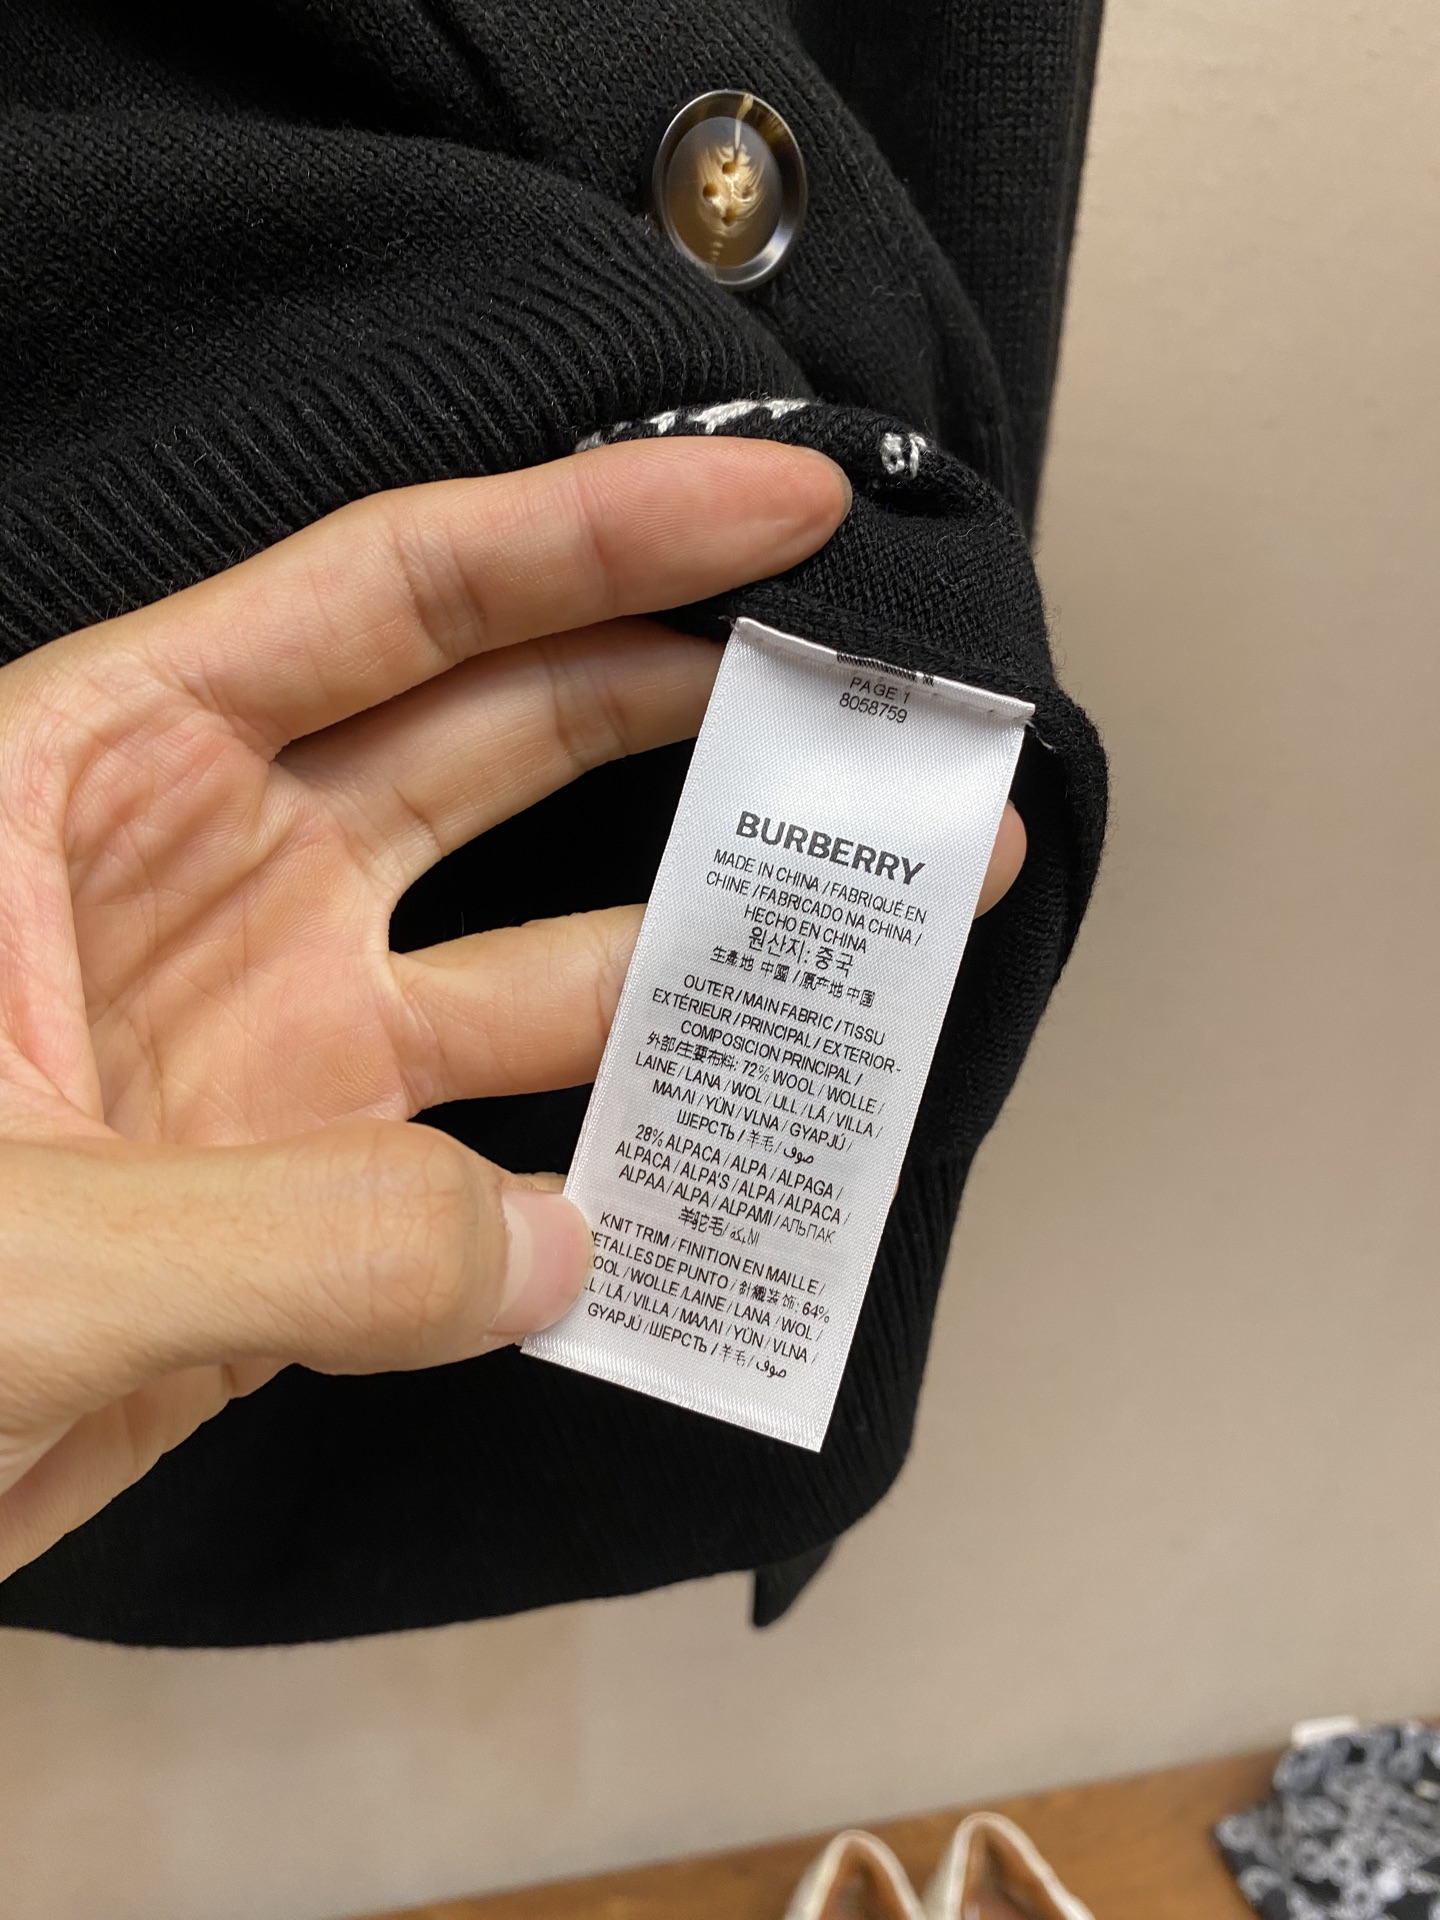 PAGE 1
8058759
BURBERRY
MADE IN CHINA / FABRIQUÉ EN
CHINE / FABRICADO NA CHINA /
HECHO EN CHINA
원산지: 중국
生產地 中國 / 原产地 中国
OUTER / MAIN FABRIC / TISSU
EXTÉRIEUR / PRINCIPAL / EXTERIOR-
COMPOSICION PRINCIPAL /
外部/主要布料: 72% WOOL / WOLLE /
LAINE / LANA / WOL / ULL / LÃ / VILLA /
ΜΑΛΛΙ / YÜN / VLNA / GYAPJÚ /
ШЕРСТЬ / 羊毛 / صوف
28% ALPACA / ALPA / ALPAGA /
ALPACA / ALPA'S / ALPA / ALPACA /
ALPAA / ALPA / ALPAMI / АЛЬПАК
羊驼毛/
KNIT TRIM / FINITION EN MAILLE /
DETALLES DE PUNTO / 針織装饰: 64%
WOOL / WOLLE /LAINE / LANA / WOL /
/ LÃ / VILLA / ΜΑΛΛΙ / YÜN / VLNA /
GYAPJÚ / ШЕРСТЬ / 羊毛 / صوف